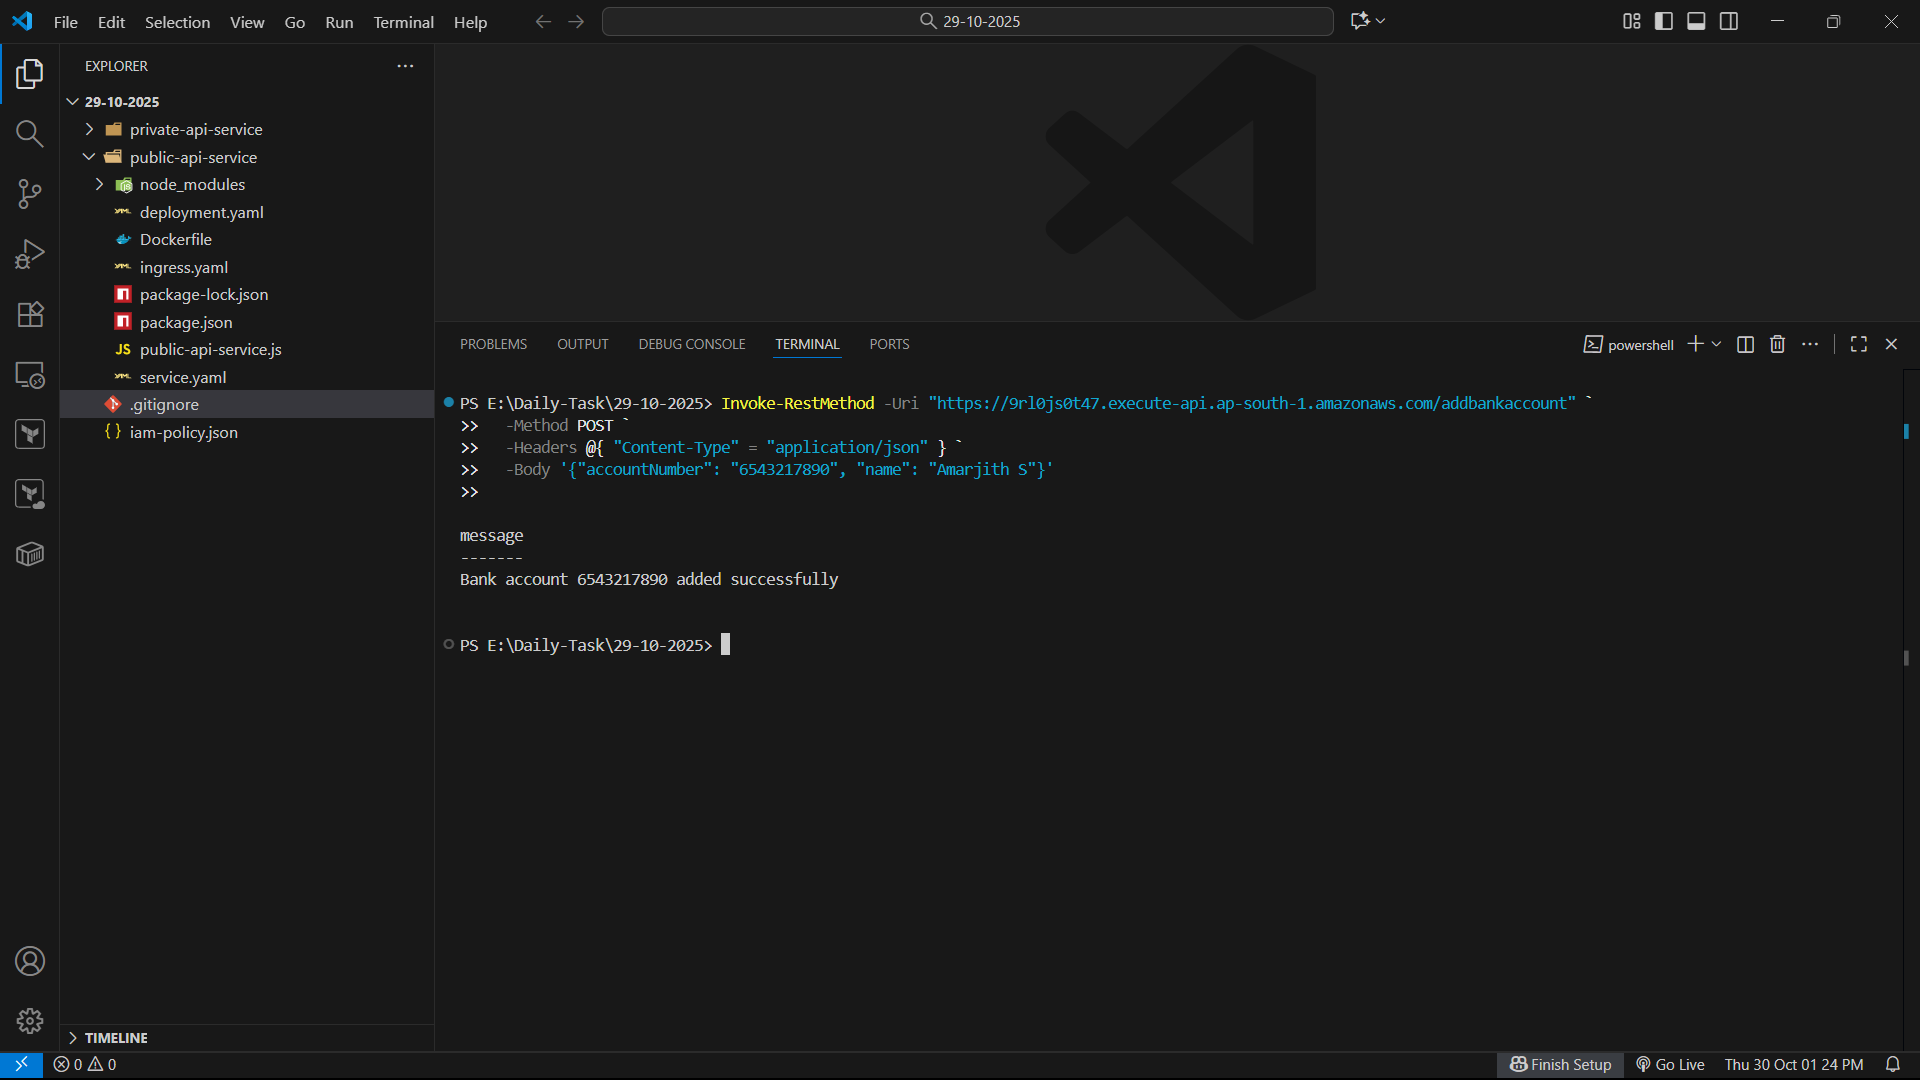 File Edit Selection View Go Run Terminal Help
29-10-2025
EXPLORER
29-10-2025
private-api-service
public-api-service
node_modules
deployment.yaml
Dockerfile
ingress.yaml
package-lock.json
package.json
JS public-api-service.js
service.yaml
.gitignore
{} iam-policy.json
TIMELINE
PROBLEMS OUTPUT DEBUG CONSOLE TERMINAL PORTS
powershell
PS E:\Daily-Task\29-10-2025> Invoke-RestMethod -Uri "https://9rl0js0t47.execute-api.ap-south-1.amazonaws.com/addbankaccount" `
>>   -Method POST `
>>   -Headers @{ "Content-Type" = "application/json" } `
>>   -Body '{"accountNumber": "6543217890", "name": "Amarjith S"}'
>>
message
-------
Bank account 6543217890 added successfully
PS E:\Daily-Task\29-10-2025>
0 0
Finish Setup Go Live Thu 30 Oct 01 24 PM